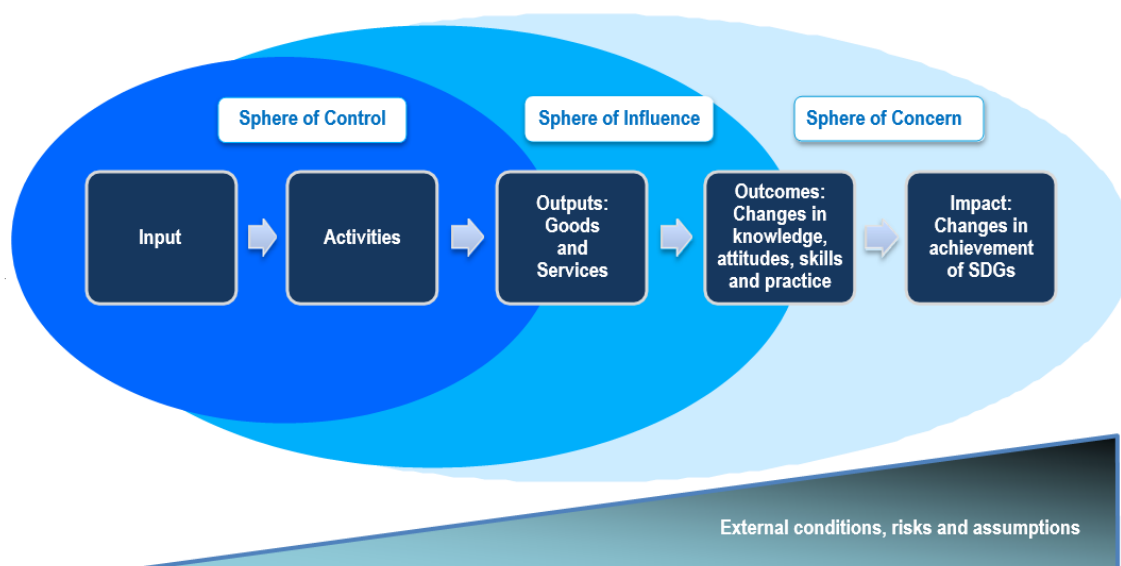 Sphere of Control
Sphere of Influence
Sphere of Concern
Input
Activities
Outputs:
Goods
and
Services
Outcomes:
Changes in
knowledge,
attitudes, skills
and practice
Impact:
Changes in
achievement
of SDGs
External conditions, risks and assumptions